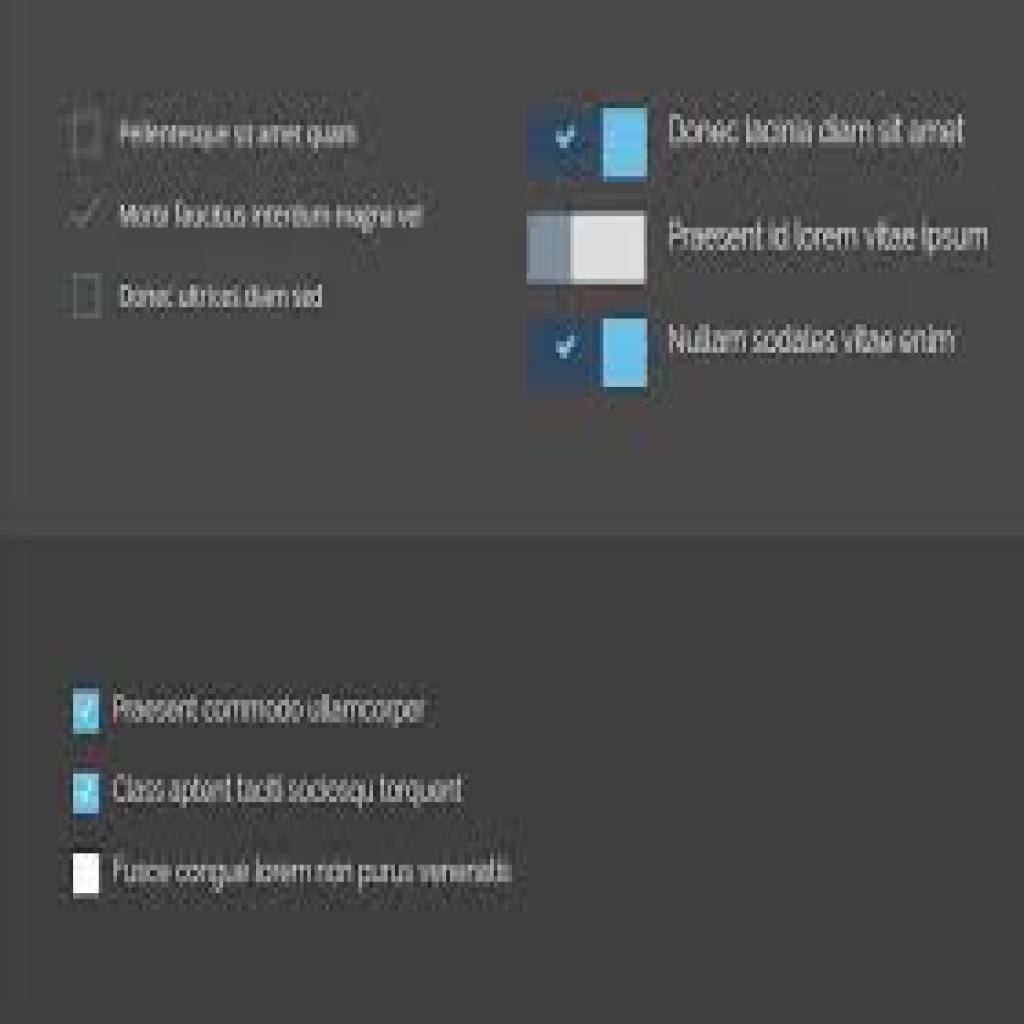 Pellentesque sit amet quam
Morbi faucibus interdum magna vel
Donec ultrices diam sed
Donec lacinia diam sit amet
Praesent id lorem vitae ipsum
Nullam sodales vitae enim
Praesent commodo ullamcorper
Class aptent taciti sociosqu torquent
Fusce congue lorem non purus venenatis